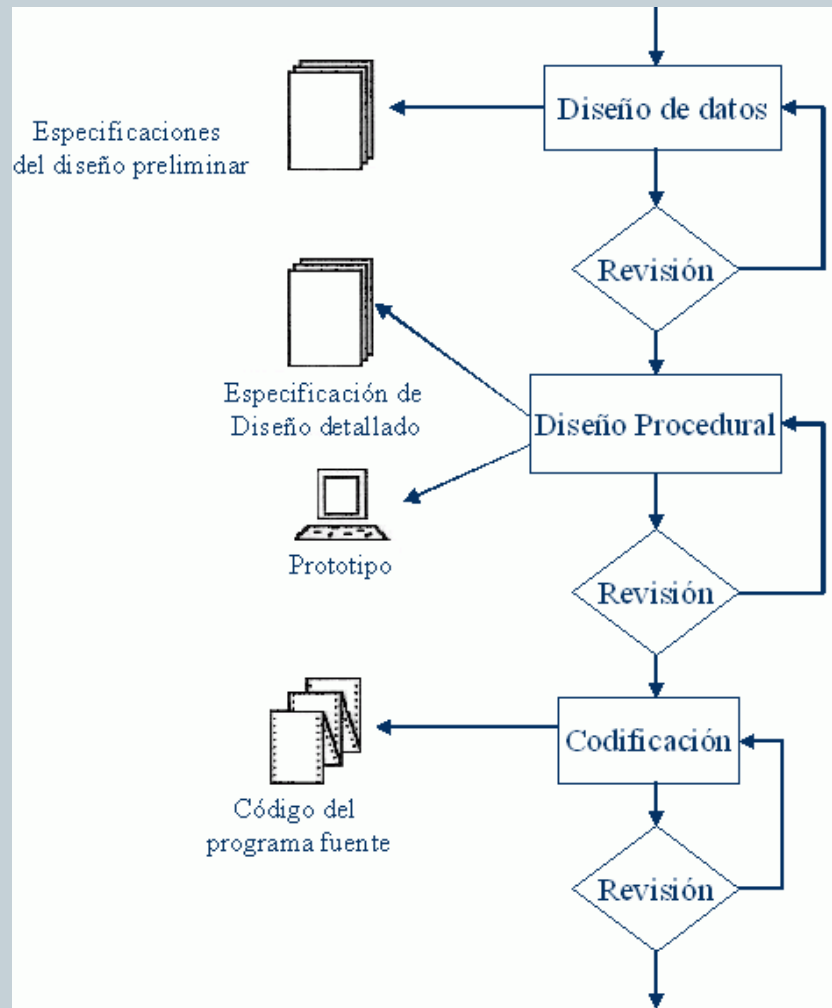 Diseño de datos
Especificaciones
del diseño preliminar
Revisión
Especificación de
Diseño detallado
Diseño Procedural
Prototipo
Revisión
Codificación
Código del
programa fuente
Revisión